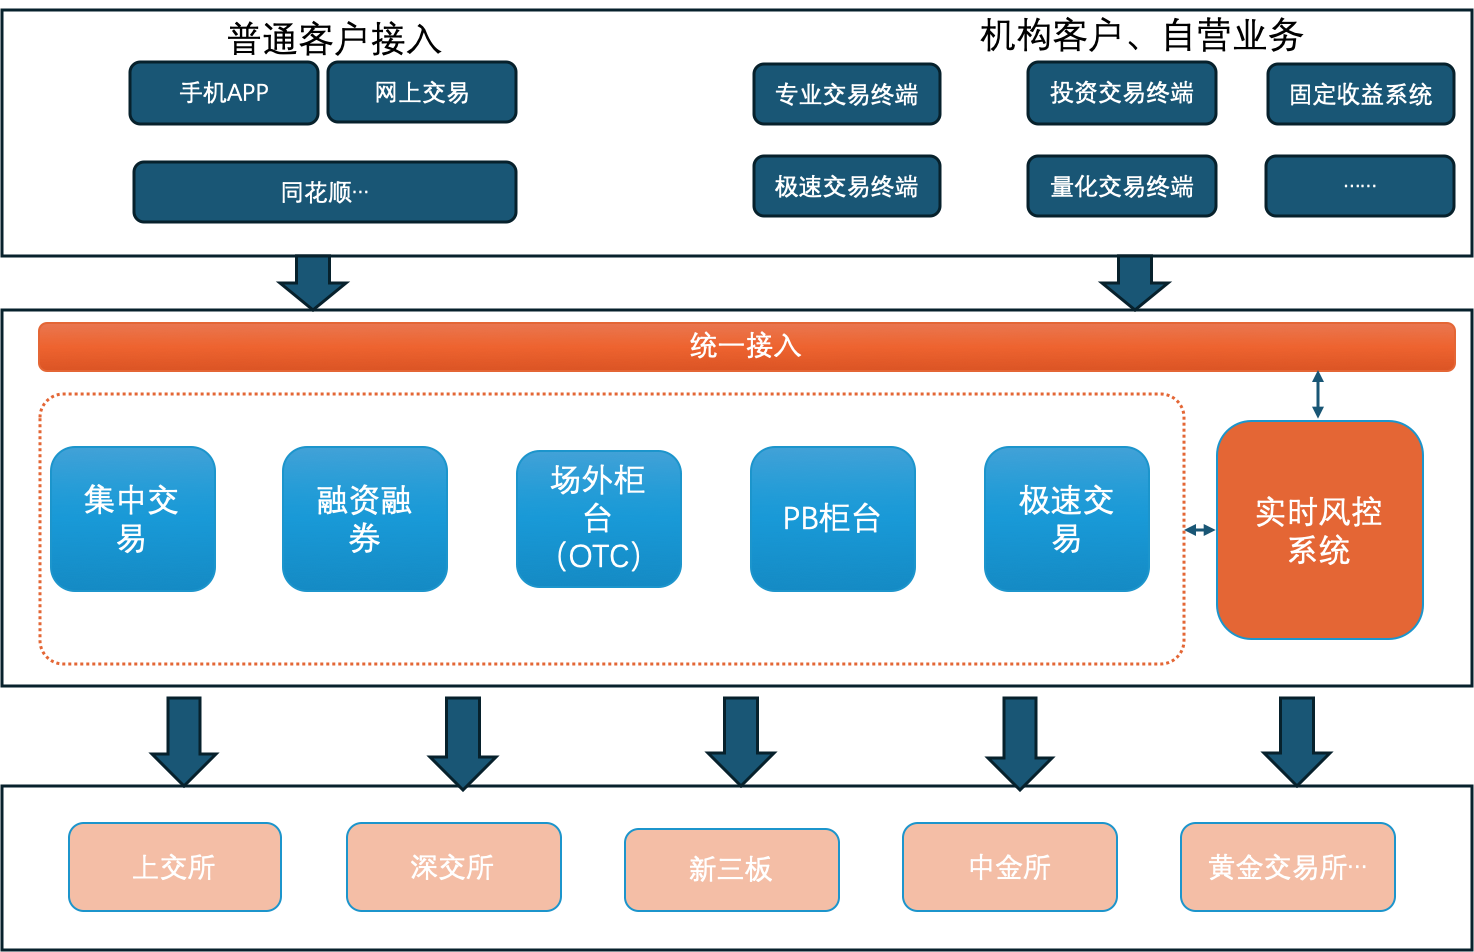 普通客户接入
机构客户、自营业务
手机APP
网上交易
专业交易终端
投资交易终端
固定收益系统
同花顺…
极速交易终端
量化交易终端
……
统一接入
集中交
易
融资融
券
场外柜
台
（OTC）
PB柜台
极速交
易
实时风控
系统
上交所
深交所
新三板
中金所
黄金交易所…